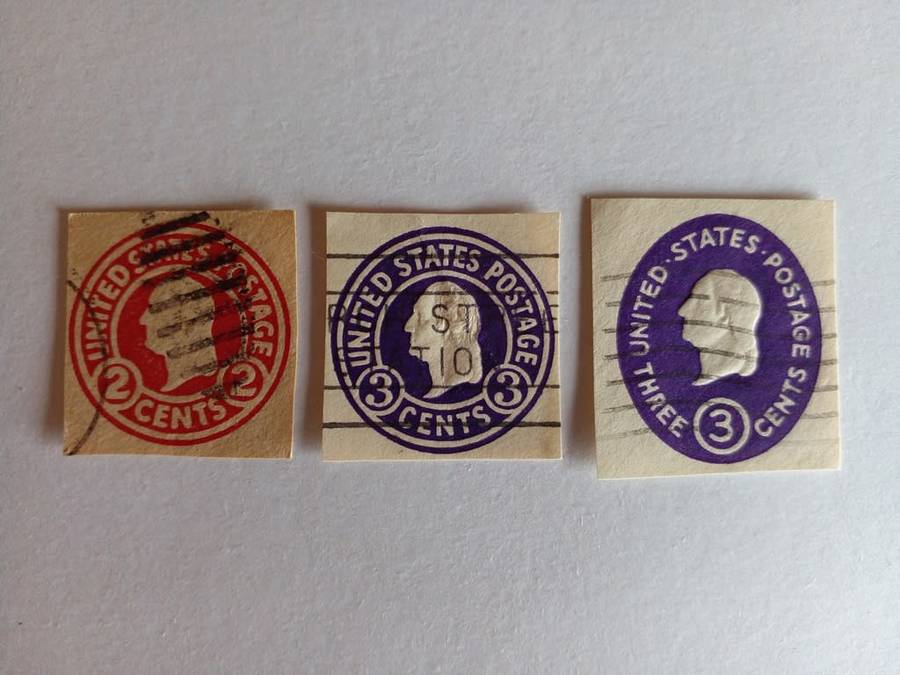 UNITED STATES POSTAGE
2 CENTS 2
UNITED STATES POSTAGE
3 CENTS 3
ST
TIO
UNITED·STATES·POSTAGE
THREE 3 CENTS